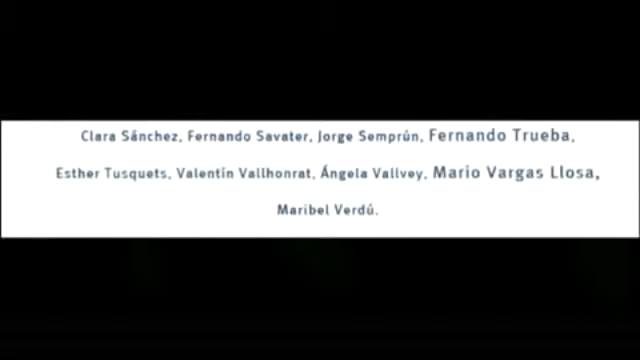 Clara Sánchez, Fernando Savater, Jorge Semprún, Fernando Trueba,
Esther Tusquets, Valentín Vallhonrat, Ángela Vallvey, Mario Vargas Llosa,
Maribel Verdú.